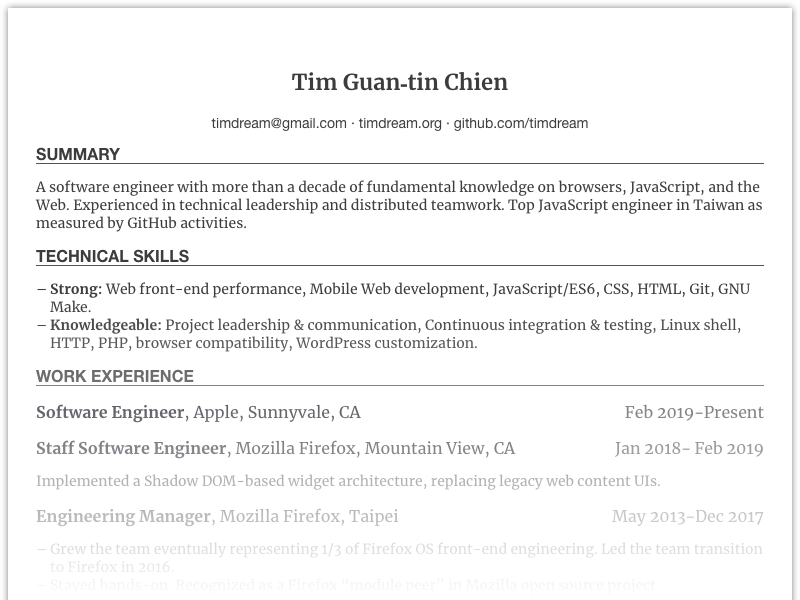 Tim Guan-tin Chien
timdream@gmail.com · timdream.org · github.com/timdream
SUMMARY
A software engineer with more than a decade of fundamental knowledge on browsers, JavaScript, and the
Web. Experienced in technical leadership and distributed teamwork. Top JavaScript engineer in Taiwan as
measured by GitHub activities.
TECHNICAL SKILLS
– Strong: Web front-end performance, Mobile Web development, JavaScript/ES6, CSS, HTML, Git, GNU
Make.
– Knowledgeable: Project leadership & communication, Continuous integration & testing, Linux shell,
HTTP, PHP, browser compatibility, WordPress customization.
WORK EXPERIENCE
Software Engineer, Apple, Sunnyvale, CA Feb 2019–Present
Staff Software Engineer, Mozilla Firefox, Mountain View, CA Jan 2018– Feb 2019
Implemented a Shadow DOM-based widget architecture, replacing legacy web content UIs.
Engineering Manager, Mozilla Firefox, Taipei May 2013–Dec 2017
– Grew the team eventually representing 1/3 of Firefox OS front-end engineering. Led the team transition
to Firefox in 2016.
– Stayed hands-on. Recognized as a Firefox “module peer” in Mozilla open source project